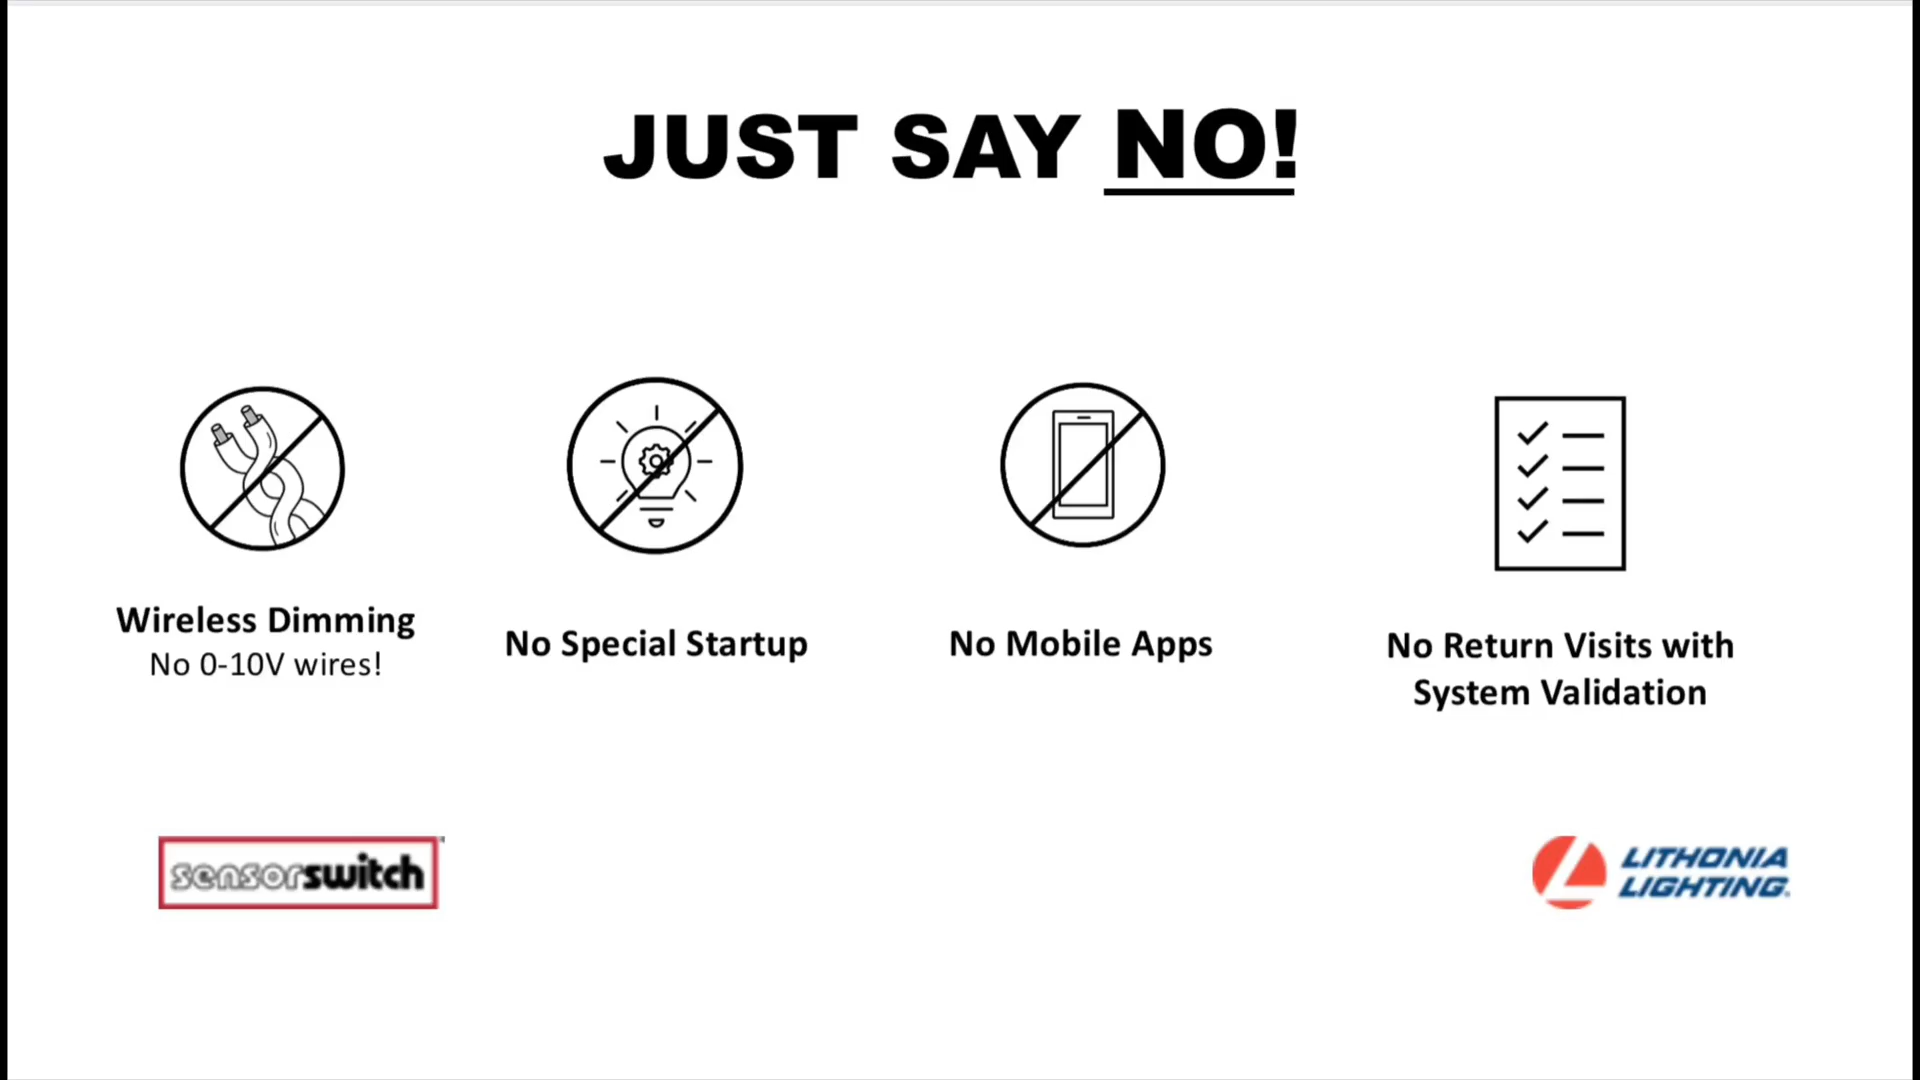 JUST SAY NO!
Wireless Dimming
No 0-10V wires!
No Special Startup
No Mobile Apps
No Return Visits with
System Validation
sensorswitch
LITHONIA
LIGHTING